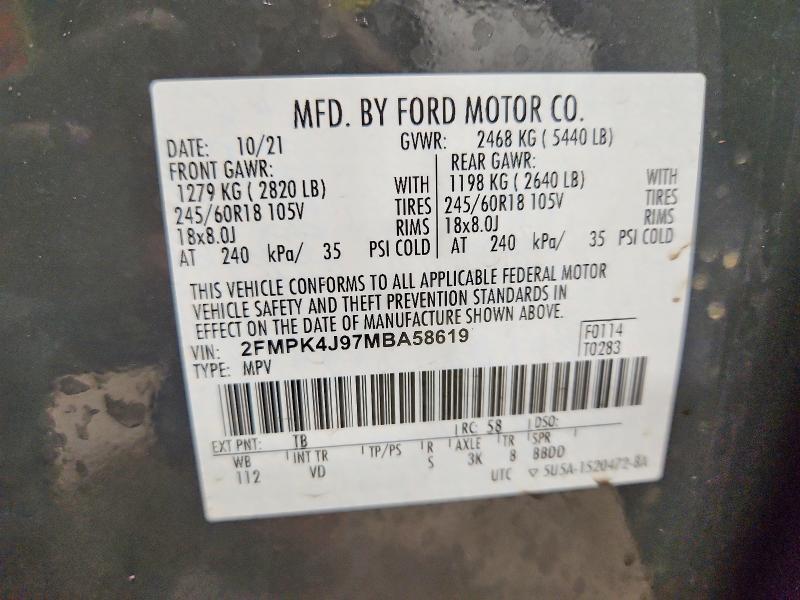 MFD. BY FORD MOTOR CO.
DATE: 10/21 GVWR: 2468 KG ( 5440 LB)
FRONT GAWR: REAR GAWR:
1279 KG ( 2820 LB) WITH 1198 KG ( 2640 LB) WITH
245/60R18 105V TIRES 245/60R18 105V TIRES
18x8.0J RIMS 18x8.0J RIMS
AT 240 kPa/ 35 PSI COLD AT 240 kPa/ 35 PSI COLD
THIS VEHICLE CONFORMS TO ALL APPLICABLE FEDERAL MOTOR
VEHICLE SAFETY AND THEFT PREVENTION STANDARDS IN
EFFECT ON THE DATE OF MANUFACTURE SHOWN ABOVE.
VIN: 2FMPK4J97MBA58619 F0114
TYPE: MPV T0283
EXT PNT: TB RC: 58 DSO:
WB INT TR TP/PS R AXLE TR SPR
112 VD S 3K 8 BBDD
UTC ▽ 5U5A-1520472-BA